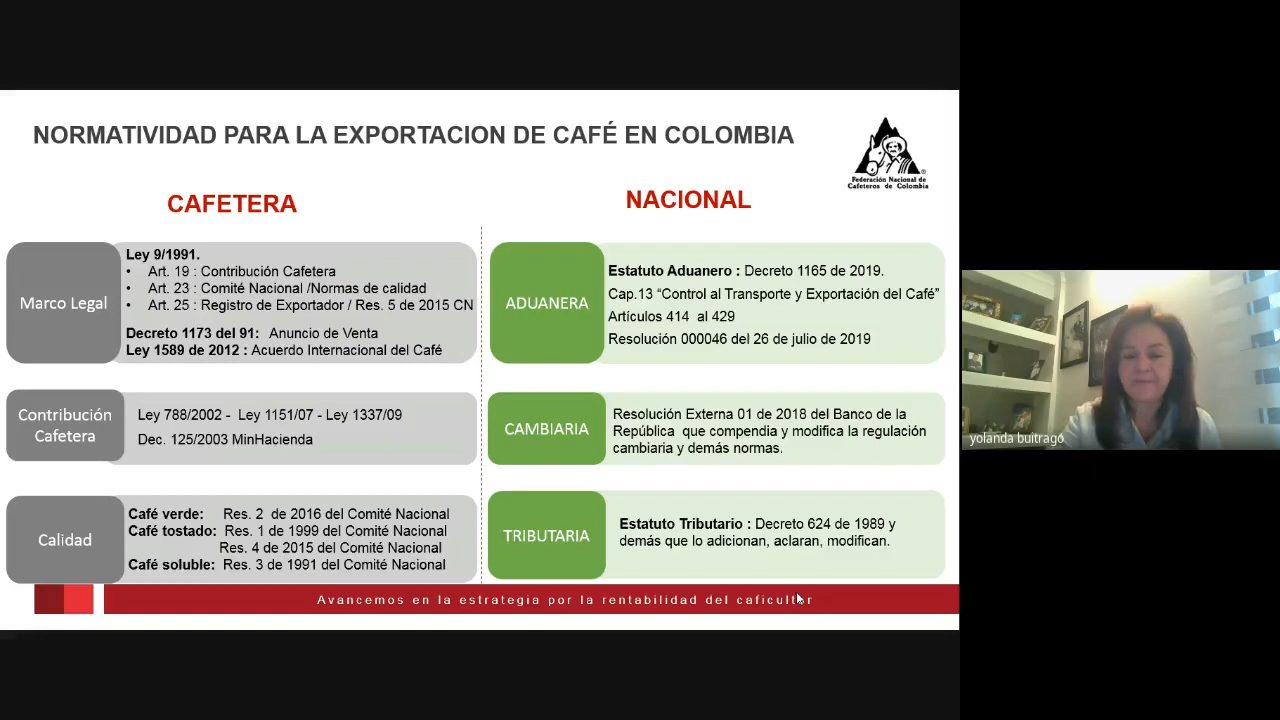 NORMATIVIDAD PARA LA EXPORTACION DE CAFÉ EN COLOMBIA
Federación Nacional de
Cafeteros de Colombia
CAFETERA
Marco Legal
Ley 9/1991.
• Art. 19 : Contribución Cafetera
• Art. 23 : Comité Nacional /Normas de calidad
• Art. 25 : Registro de Exportador / Res. 5 de 2015 CN
Decreto 1173 del 91: Anuncio de Venta
Ley 1589 de 2012 : Acuerdo Internacional del Café
Contribución
Cafetera
Ley 788/2002 - Ley 1151/07 - Ley 1337/09
Dec. 125/2003 MinHacienda
Calidad
Café verde: Res. 2 de 2016 del Comité Nacional
Café tostado: Res. 1 de 1999 del Comité Nacional
Res. 4 de 2015 del Comité Nacional
Café soluble: Res. 3 de 1991 del Comité Nacional
NACIONAL
ADUANERA
Estatuto Aduanero : Decreto 1165 de 2019.
Cap.13 “Control al Transporte y Exportación del Café”
Artículos 414 al 429
Resolución 000046 del 26 de julio de 2019
CAMBIARIA
Resolución Externa 01 de 2018 del Banco de la
República que compendia y modifica la regulación
cambiaria y demás normas.
TRIBUTARIA
Estatuto Tributario : Decreto 624 de 1989 y
demás que lo adicionan, aclaran, modifican.
Avancemos en la estrategia por la rentabilidad del caficultor
yolanda buitrago